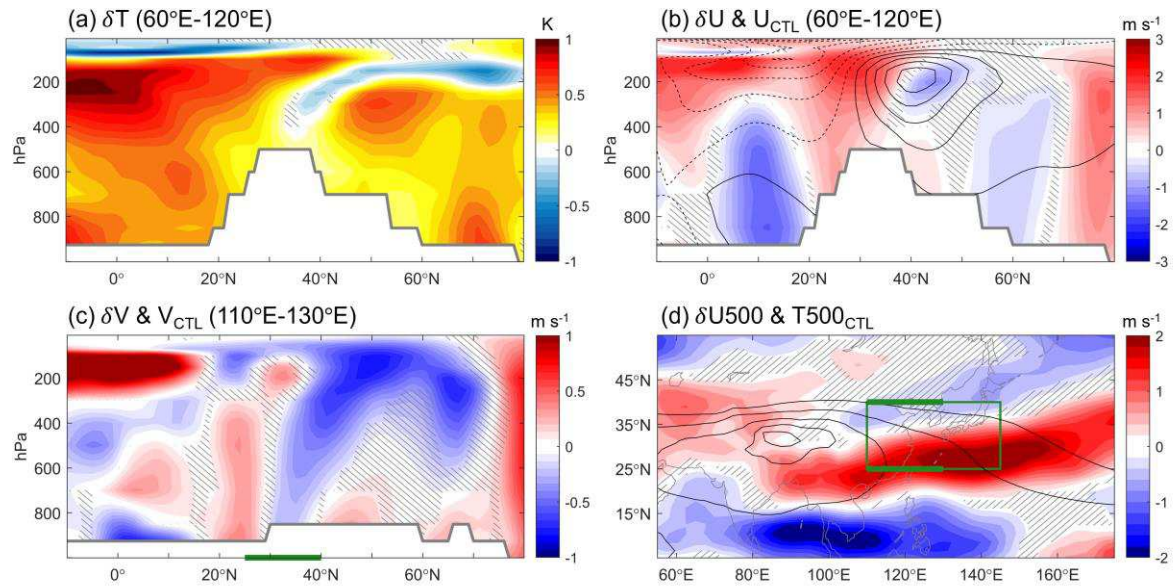 (a) δT (60°E-120°E)
K
hPa
200
400
600
800
0°
20°N
40°N
60°N
1
0.5
0
-0.5
-1
(b) δU & U_CTL (60°E-120°E)
m s⁻¹
hPa
200
400
600
800
0°
20°N
40°N
60°N
3
2
1
0
-1
-2
-3
(c) δV & V_CTL (110°E-130°E)
m s⁻¹
hPa
200
400
600
800
0°
20°N
40°N
60°N
1
0.5
0
-0.5
-1
(d) δU500 & T500_CTL
m s⁻¹
45°N
35°N
25°N
15°N
60°E
80°E
100°E
120°E
140°E
160°E
2
1
0
-1
-2